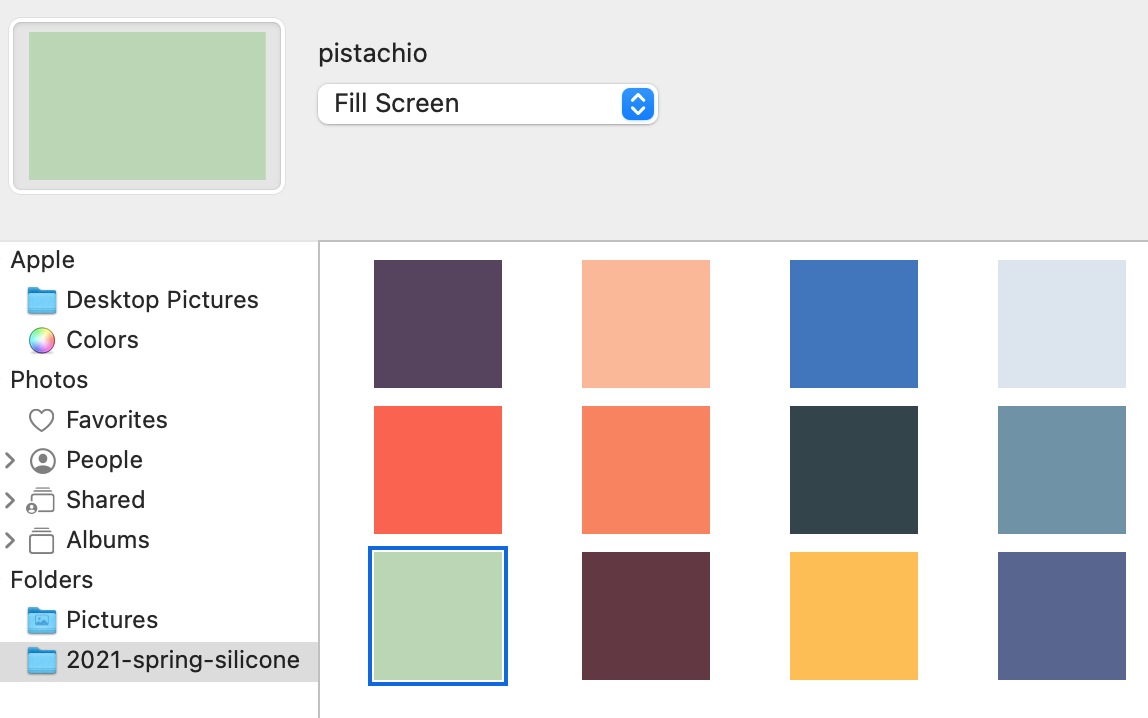 pistachio
Fill Screen
Apple
Desktop Pictures
Colors
Photos
Favorites
People
Shared
Albums
Folders
Pictures
2021-spring-silicone